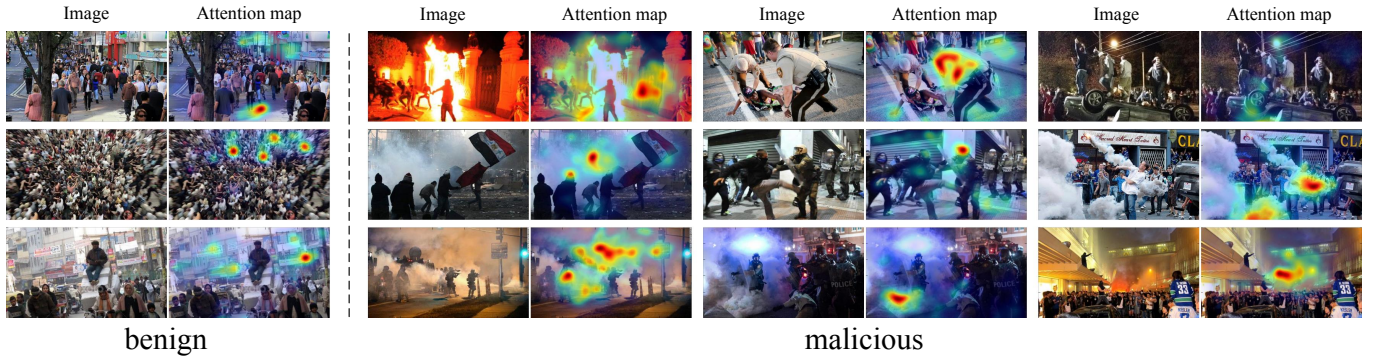 Image Attention map Image Attention map Image Attention map Image Attention map
POLICE
33
benign malicious